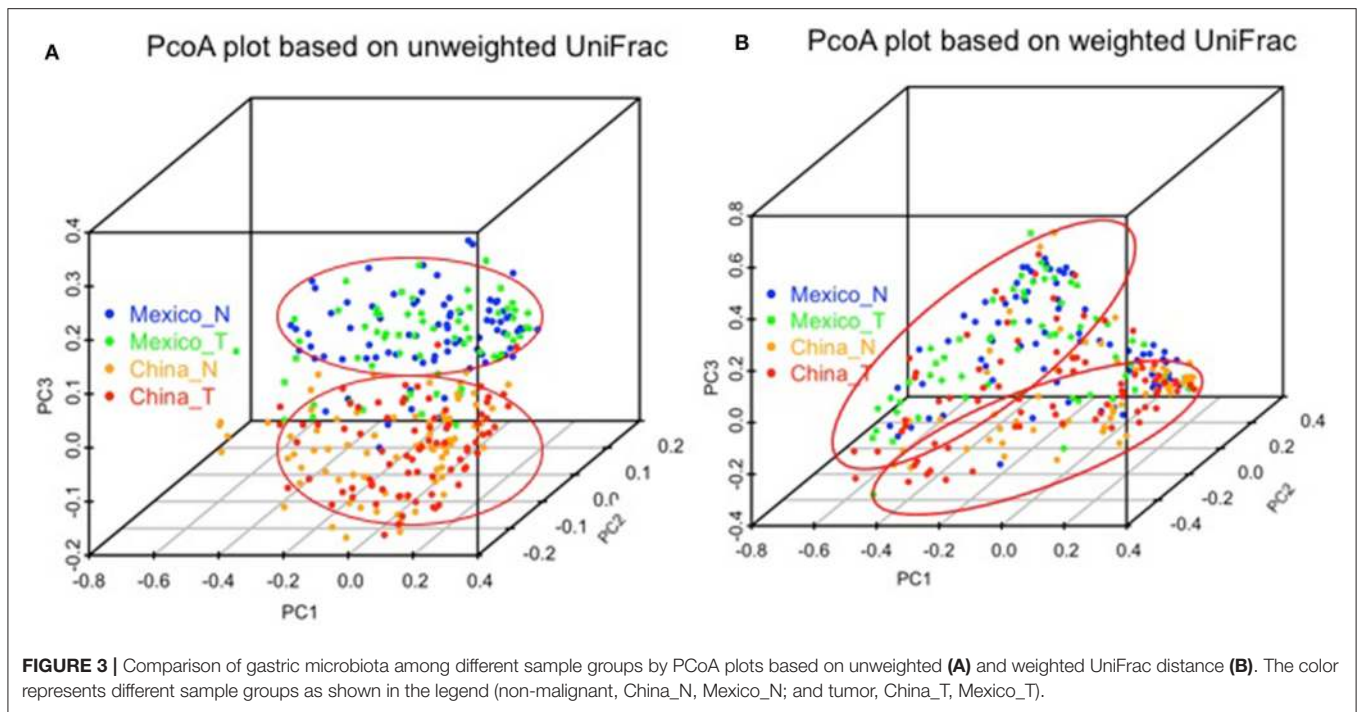 A
PcoA plot based on unweighted UniFrac
0.4
0.3
0.2
0.1
0.0
-0.1
-0.2
PC3
Mexico_N
Mexico_T
China_N
China_T
-0.8 -0.6 -0.4 -0.2 0.0 0.2 0.4
PC1
-0.2
-0.1
0.0
0.1
0.2
PC2
B
PcoA plot based on weighted UniFrac
0.8
0.6
0.4
0.2
0.0
-0.2
-0.4
PC3
Mexico_N
Mexico_T
China_N
China_T
-0.8 -0.6 -0.4 -0.2 0.0 0.2 0.4
PC1
-0.4
-0.2
0.0
0.2
0.4
PC2
FIGURE 3 | Comparison of gastric microbiota among different sample groups by PCoA plots based on unweighted (A) and weighted UniFrac distance (B). The color
represents different sample groups as shown in the legend (non-malignant, China_N, Mexico_N; and tumor, China_T, Mexico_T).